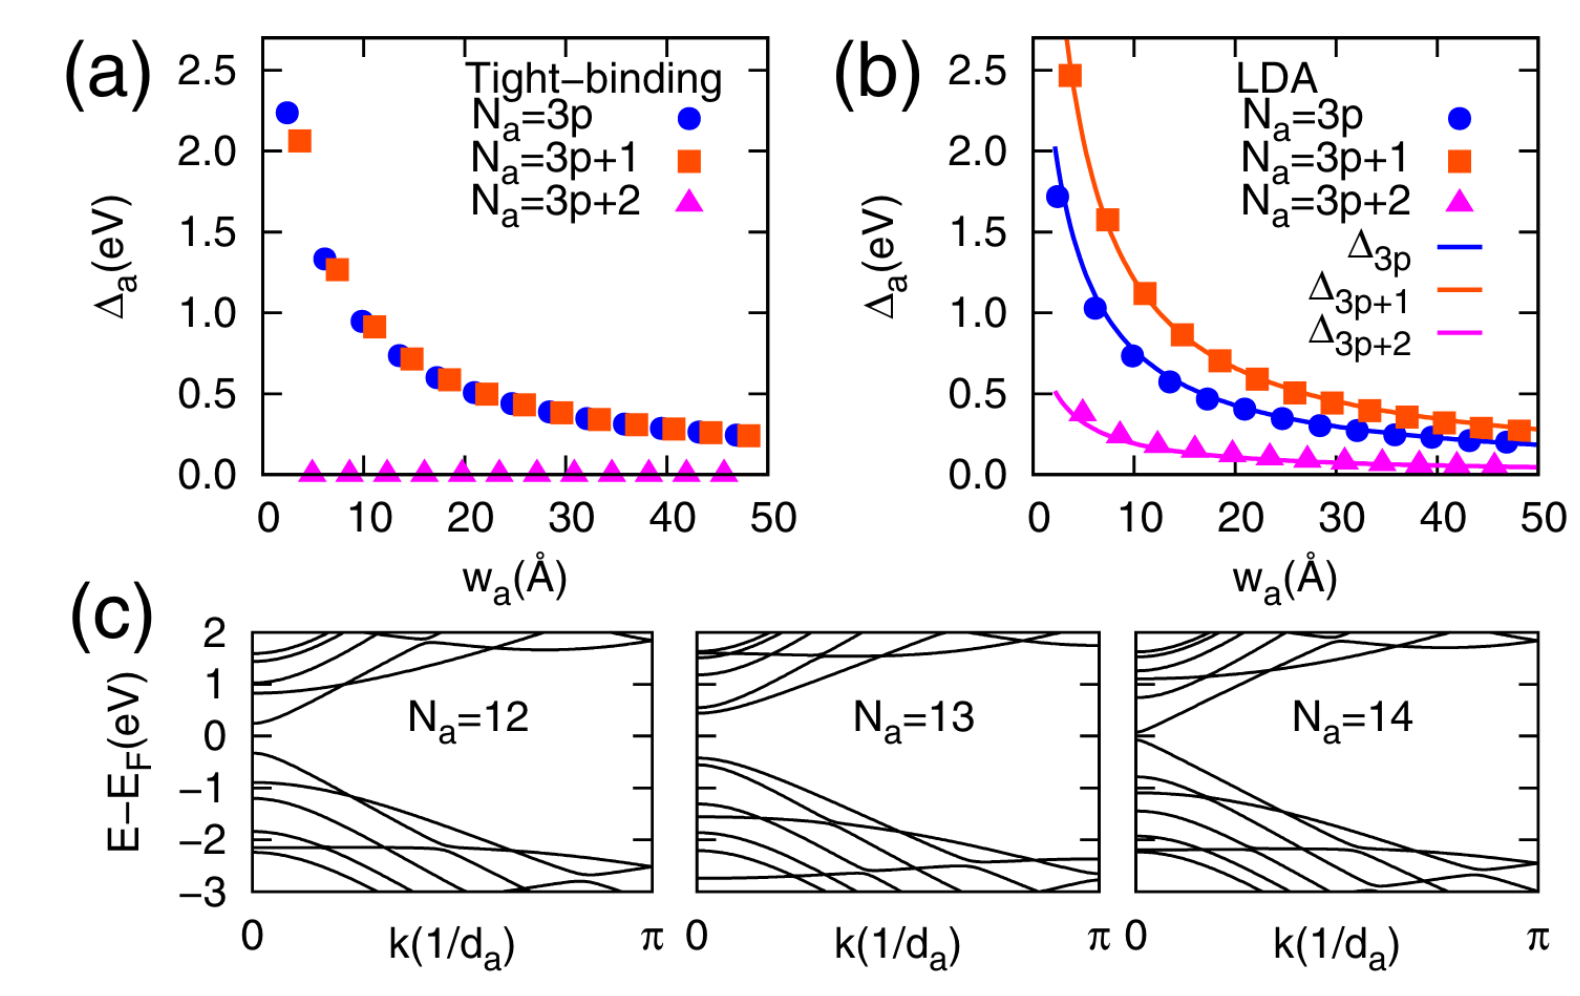 (a)
Δa(eV)
2.5
2.0
1.5
1.0
0.5
0.0
0 10 20 30 40 50
wa(Å)
Tight−binding
Na=3p
Na=3p+1
Na=3p+2
(b)
Δa(eV)
2.5
2.0
1.5
1.0
0.5
0.0
0 10 20 30 40 50
wa(Å)
LDA
Na=3p
Na=3p+1
Na=3p+2
Δ3p
Δ3p+1
Δ3p+2
(c)
E−EF(eV)
2
1
0
−1
−2
−3
Na=12
0 k(1/da) π
Na=13
0 k(1/da) π
Na=14
0 k(1/da) π